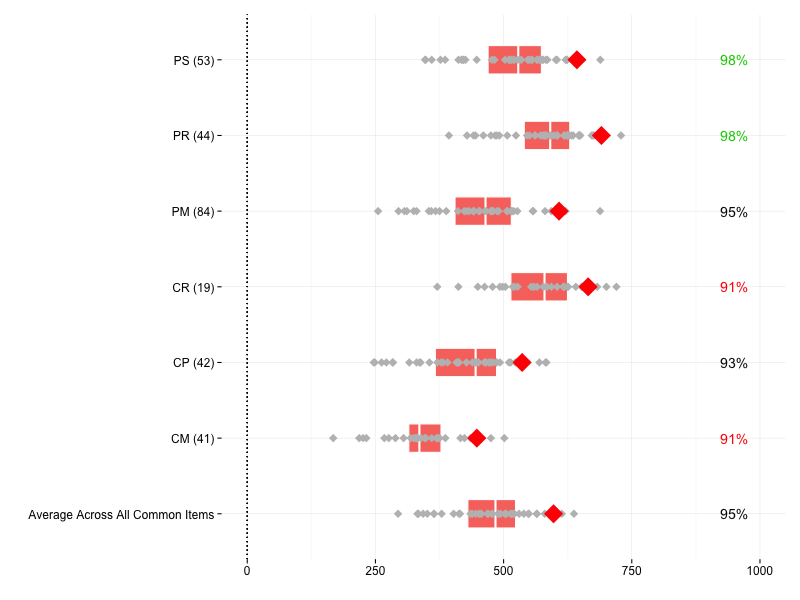 PS (53) 98%
PR (44) 98%
PM (84) 95%
CR (19) 91%
CP (42) 93%
CM (41) 91%
Average Across All Common Items 95%
0 250 500 750 1000